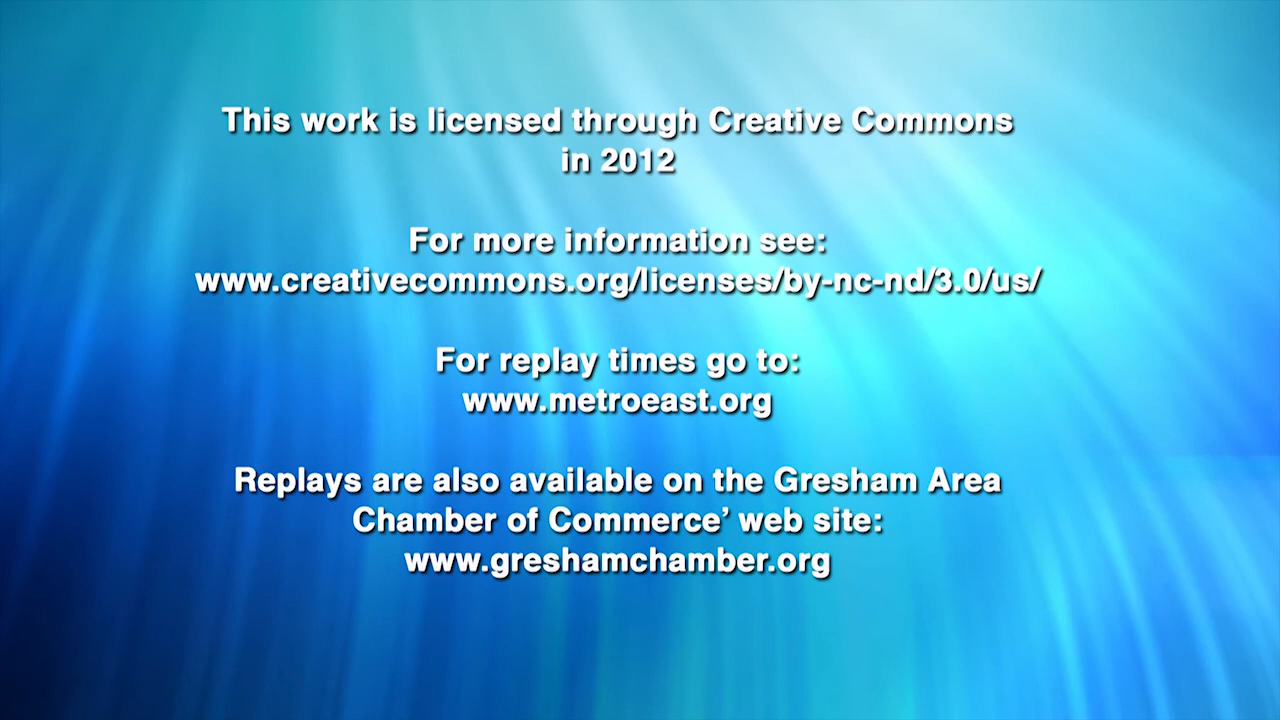 This work is licensed through Creative Commons
in 2012
For more information see:
www.creativecommons.org/licenses/by-nc-nd/3.0/us/
For replay times go to:
www.metroeast.org
Replays are also available on the Gresham Area
Chamber of Commerce’ web site:
www.greshamchamber.org